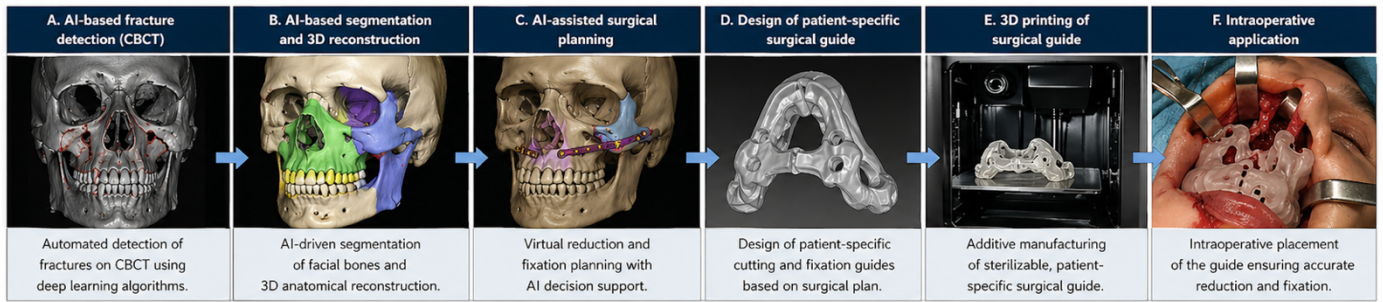 A. AI-based fracture
detection (CBCT)
B. AI-based segmentation
and 3D reconstruction
C. AI-assisted surgical
planning
D. Design of patient-specific
surgical guide
E. 3D printing of
surgical guide
F. Intraoperative
application
Automated detection of
fractures on CBCT using
deep learning algorithms.
AI-driven segmentation
of facial bones and
3D anatomical reconstruction.
Virtual reduction and
fixation planning with
AI decision support.
Design of patient-specific
cutting and fixation guides
based on surgical plan.
Additive manufacturing
of sterilizable, patient-
specific surgical guide.
Intraoperative placement
of the guide ensuring accurate
reduction and fixation.